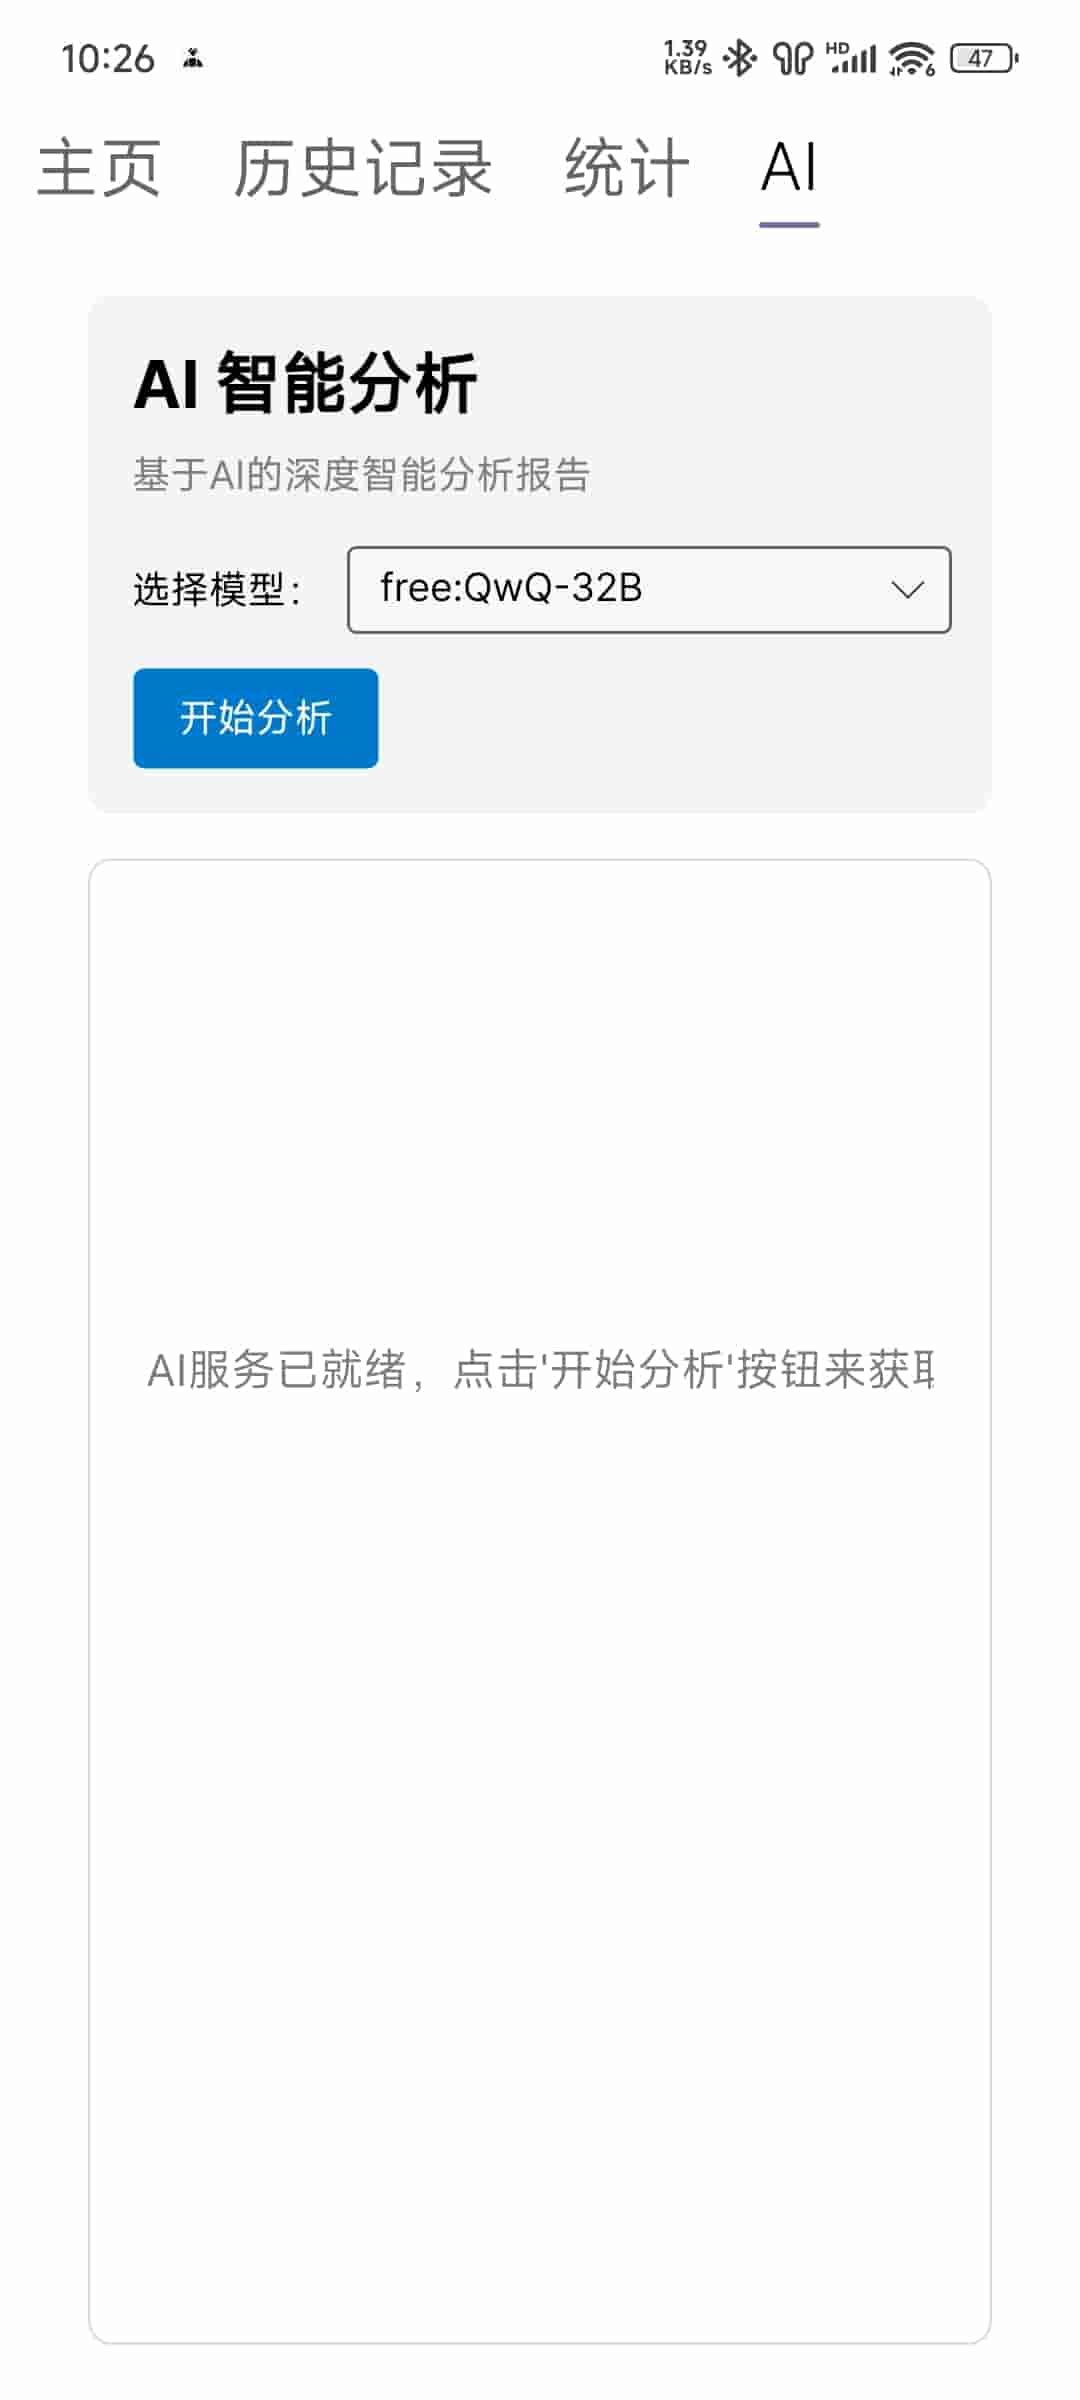 10:26
1.39 KB/s HD 6 47
主页 历史记录 统计 AI
AI 智能分析
基于AI的深度智能分析报告
选择模型： free:QwQ-32B
开始分析
AI服务已就绪，点击'开始分析'按钮来获